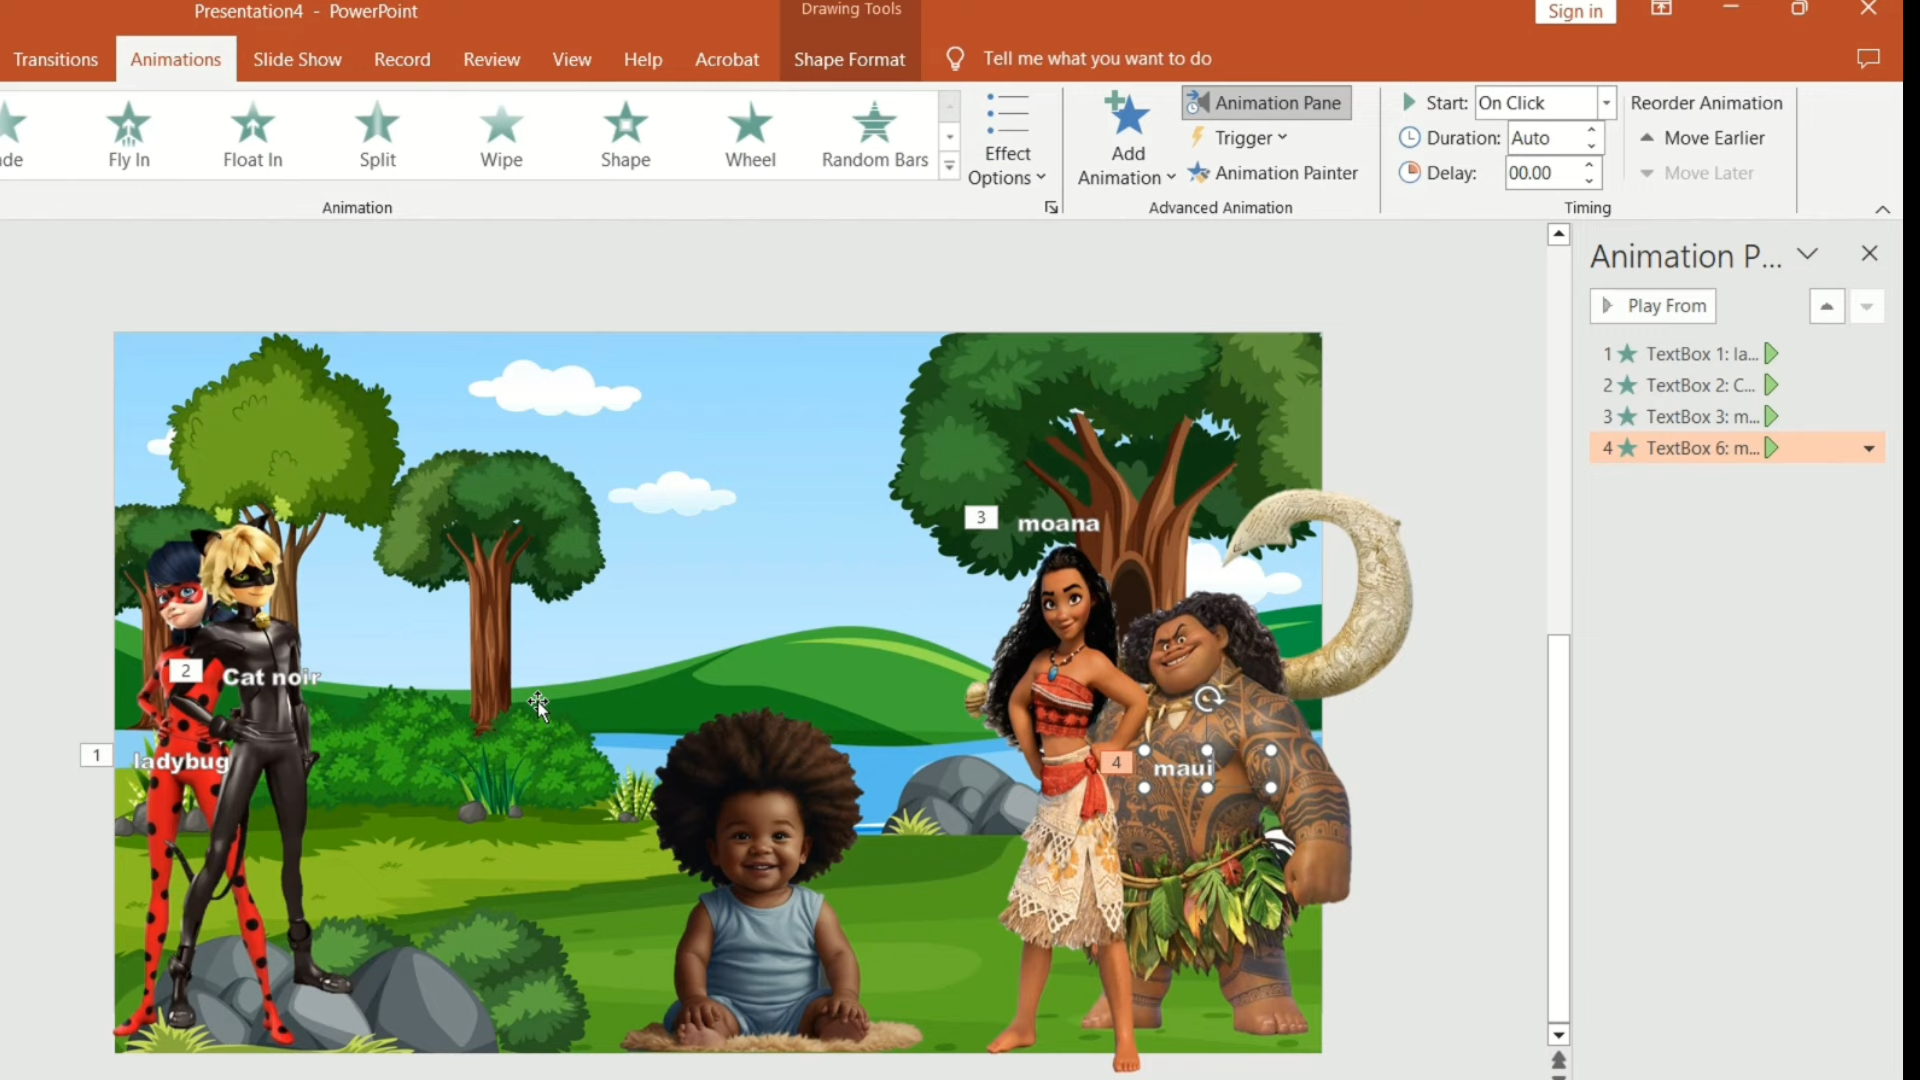 Presentation4 - PowerPoint
Drawing Tools
Sign in
Transitions
Animations
Slide Show
Record
Review
View
Help
Acrobat
Shape Format
Tell me what you want to do
de
Fly In
Float In
Split
Wipe
Shape
Wheel
Random Bars
Animation
Effect
Options
Add
Animation
Animation Pane
Trigger
Animation Painter
Advanced Animation
Start: On Click
Duration: Auto
Delay: 00.00
Reorder Animation
Move Earlier
Move Later
Timing
Animation P...
Play From
1 TextBox 1: la...
2 TextBox 2: C...
3 TextBox 3: m...
4 TextBox 6: m...
3 moana
2 Cat noir
1 ladybug
4 maui